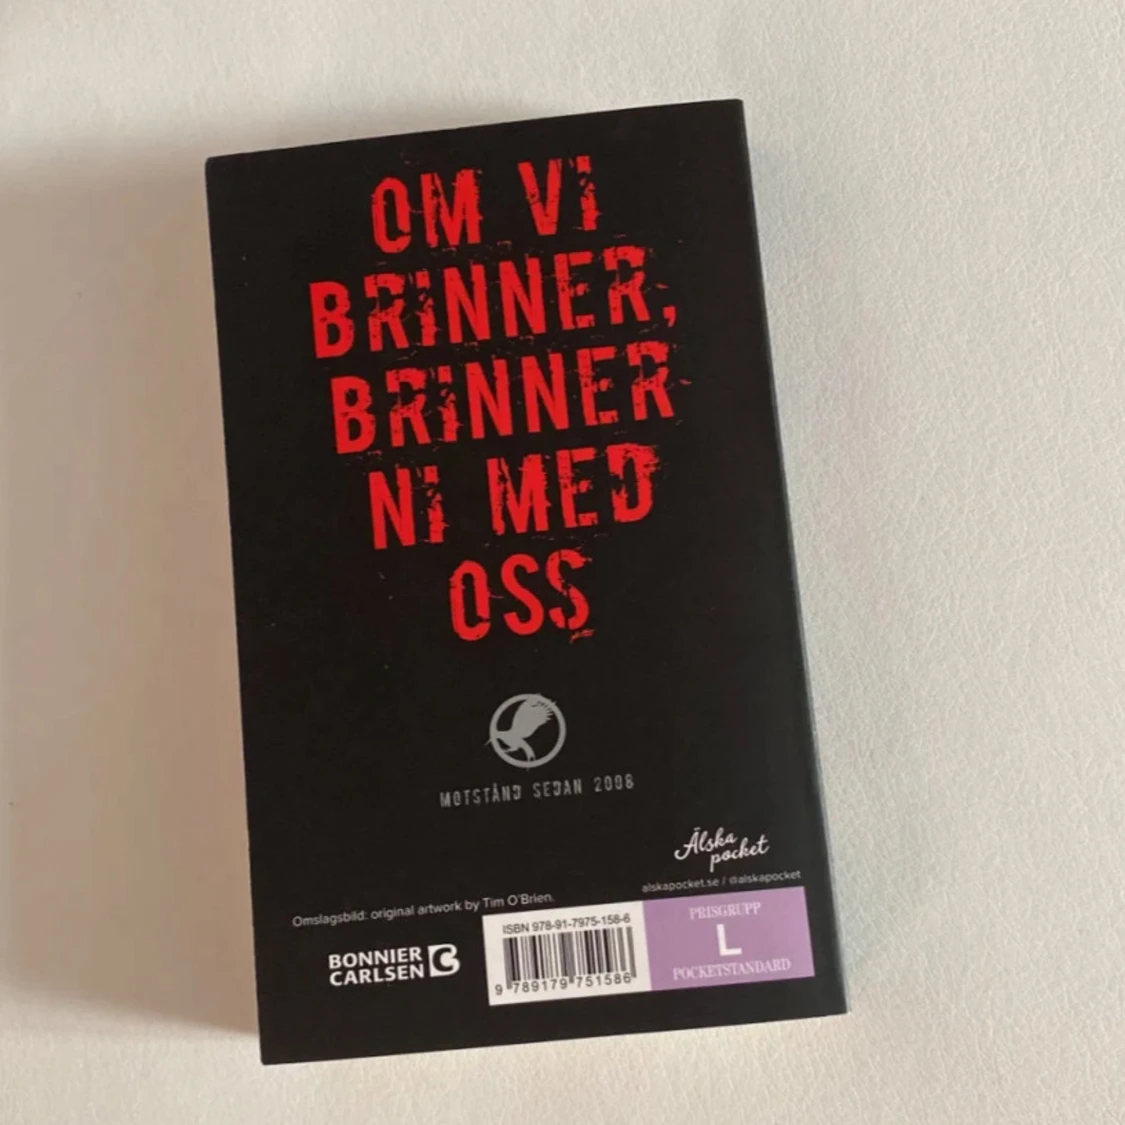 OM VI
BRINNER,
BRINNER
NI MED
OSS
MOTSTÅND SEDAN 2008
Älska
pocket
alskapocket.se / @alskapocket
Omslagsbild: original artwork by Tim O'Brien.
BONNIER
CARLSEN
ISBN 978-91-7975-158-6
9 789179 751586
PRISGRUPP
L
POCKETSTANDARD